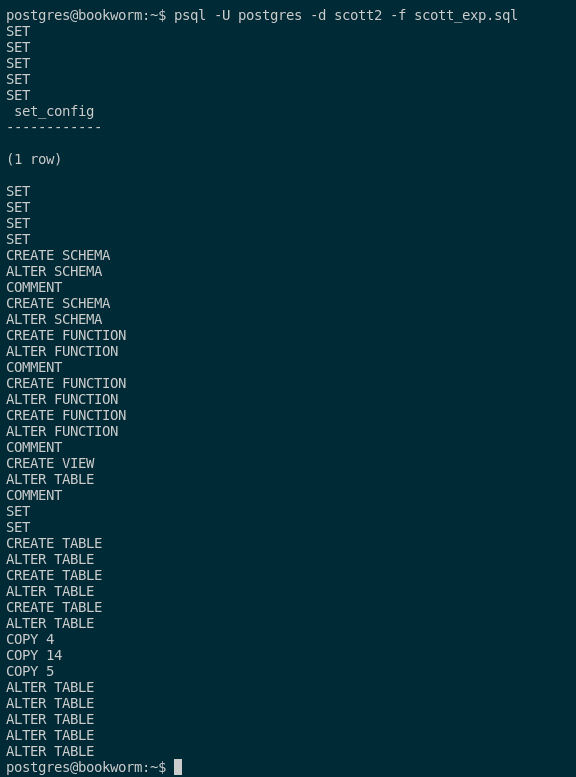 postgres@bookworm:~$ psql -U postgres -d scott2 -f scott_exp.sql
SET
SET
SET
SET
SET
 set_config
------------

(1 row)

SET
SET
SET
SET
CREATE SCHEMA
ALTER SCHEMA
COMMENT
CREATE SCHEMA
ALTER SCHEMA
CREATE FUNCTION
ALTER FUNCTION
COMMENT
CREATE FUNCTION
ALTER FUNCTION
CREATE FUNCTION
ALTER FUNCTION
COMMENT
CREATE VIEW
ALTER TABLE
COMMENT
SET
SET
CREATE TABLE
ALTER TABLE
CREATE TABLE
ALTER TABLE
CREATE TABLE
ALTER TABLE
COPY 4
COPY 14
COPY 5
ALTER TABLE
ALTER TABLE
ALTER TABLE
ALTER TABLE
ALTER TABLE
postgres@bookworm:~$